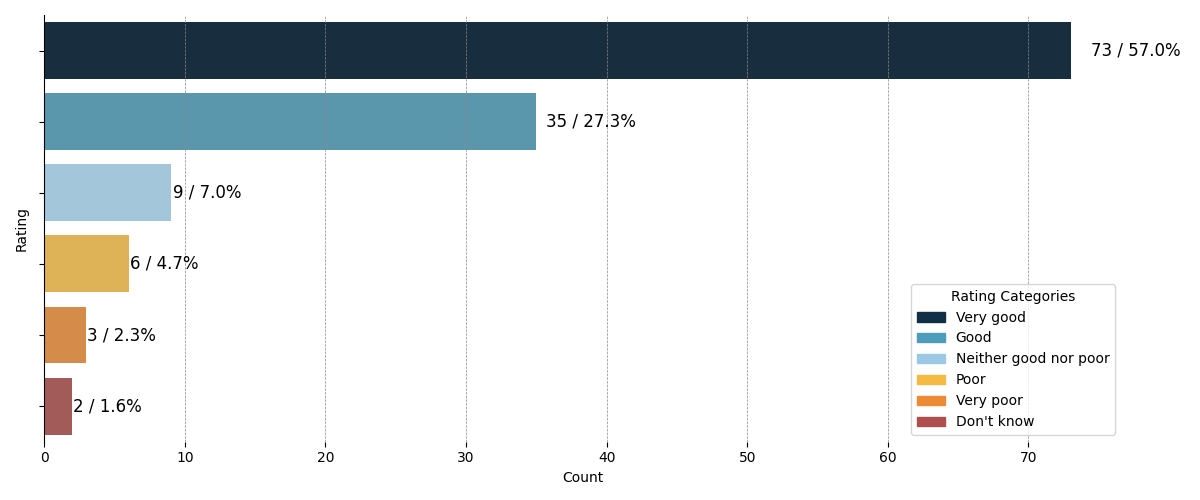 73 / 57.0%
35 / 27.3%
9 / 7.0%
6 / 4.7%
3 / 2.3%
2 / 1.6%
Rating
Rating Categories
Very good
Good
Neither good nor poor
Poor
Very poor
Don't know
0 10 20 30 40 50 60 70
Count